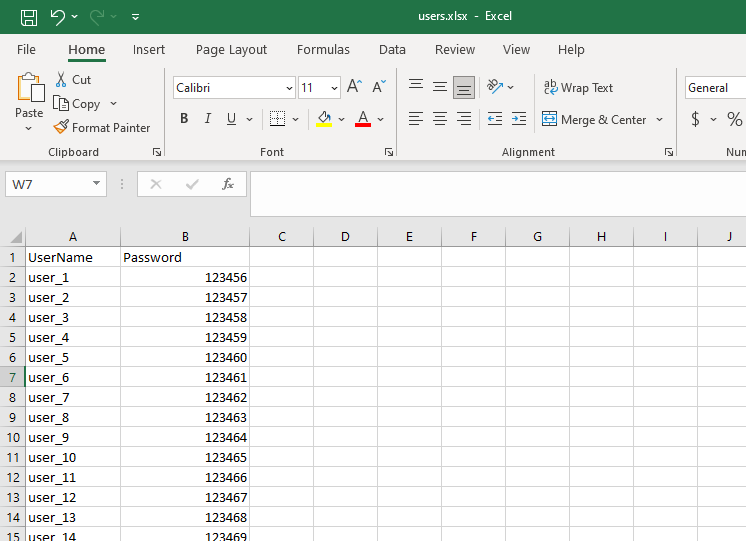 users.xlsx - Excel
File Home Insert Page Layout Formulas Data Review View Help
Paste
Cut
Copy
Format Painter
Clipboard
Calibri 11 A A
B I U A
Font
ab Wrap Text
Merge & Center
Alignment
General
$ %
Num
W7 fx
A B C D E F G H I J
1 UserName Password
2 user_1 123456
3 user_2 123457
4 user_3 123458
5 user_4 123459
6 user_5 123460
7 user_6 123461
8 user_7 123462
9 user_8 123463
10 user_9 123464
11 user_10 123465
12 user_11 123466
13 user_12 123467
14 user_13 123468
15 user_14 123469